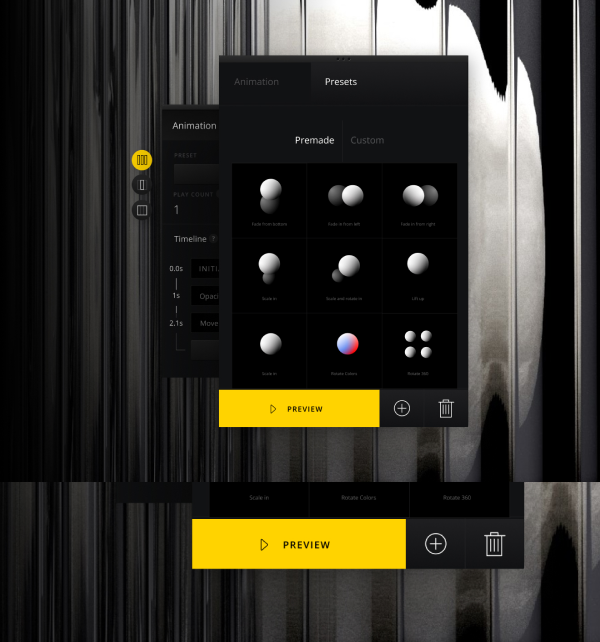 Animation
Presets
Premade
Custom
Animation
PRESET
PLAY COUNT
1
Timeline ?
0.0s
1s
Opac
2.1s
Move
Fade from bottom
Fade in from left
Fade in from right
Scale in
Scale and rotate in
Lift up
Scale in
Rotate Colors
Rotate 360
PREVIEW
Scale in
Rotate Colors
Rotate 360
PREVIEW